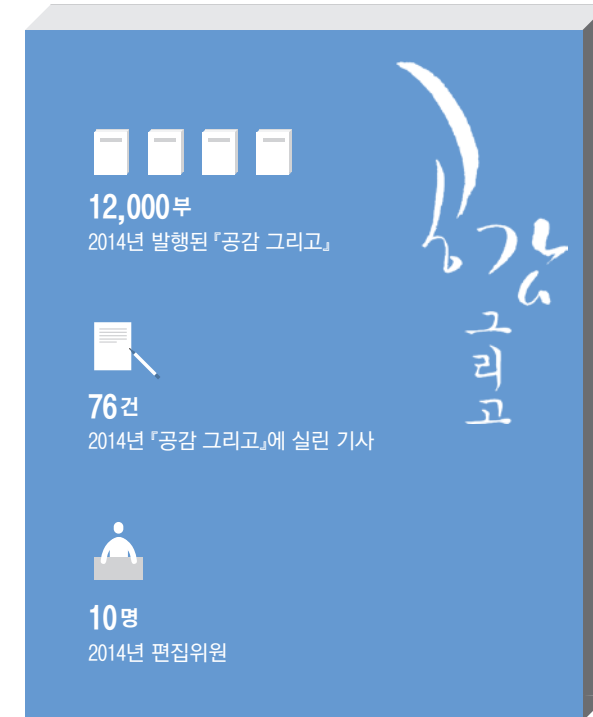 12,000부
2014년 발행된 『공감 그리고』
76건
2014년 『공감 그리고』에 실린 기사
10명
2014년 편집위원
공감
그리고